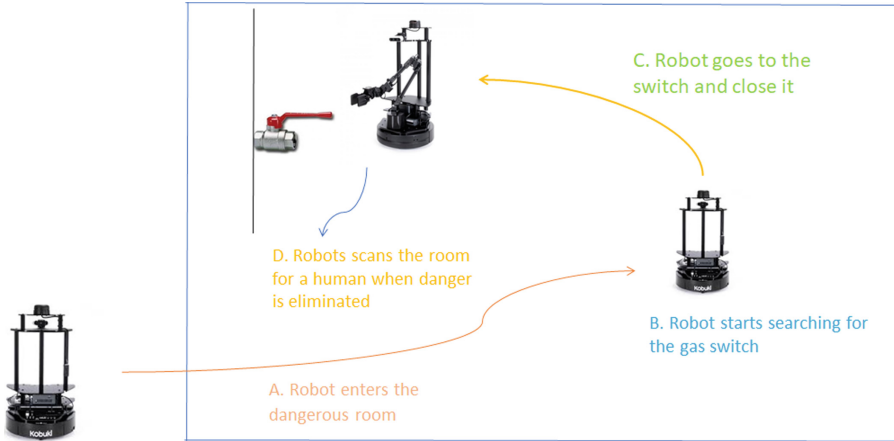 C. Robot goes to the
switch and close it
D. Robots scans the room
for a human when danger
is eliminated
Kobuki
B. Robot starts searching for
the gas switch
A. Robot enters the
dangerous room
Kobuki